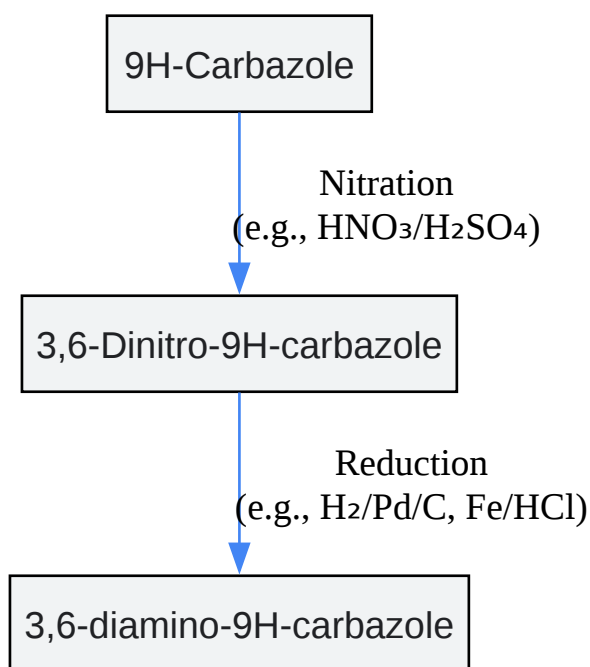 9H-Carbazole
Nitration
(e.g., HNO₃/H₂SO₄)
3,6-Dinitro-9H-carbazole
Reduction
(e.g., H₂/Pd/C, Fe/HCl)
3,6-diamino-9H-carbazole